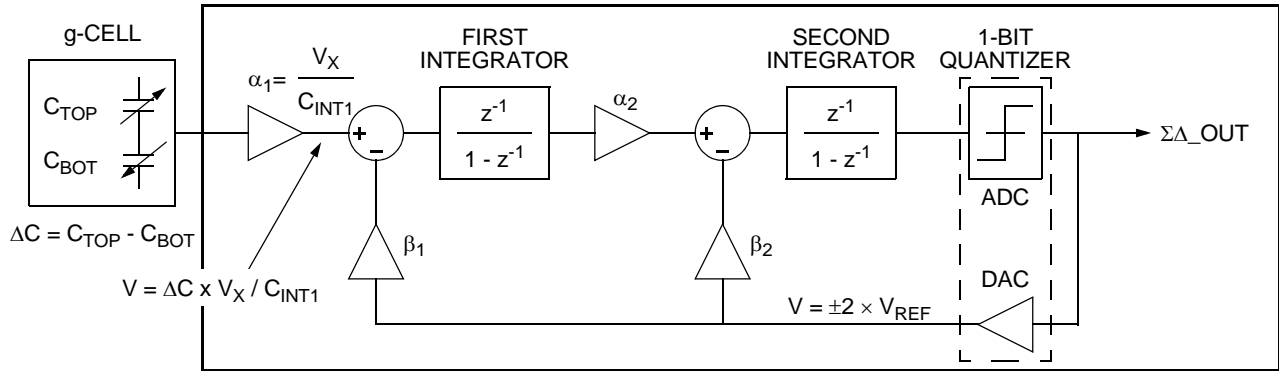 g-CELL
C_TOP
C_BOT
ΔC = C_TOP - C_BOT
α₁= V_X / C_INT1
V = ΔC x V_X / C_INT1
+
−
FIRST
INTEGRATOR
z⁻¹
1 - z⁻¹
α₂
+
−
β₁
β₂
SECOND
INTEGRATOR
z⁻¹
1 - z⁻¹
1-BIT
QUANTIZER
ADC
DAC
V = ±2 × V_REF
ΣΔ_OUT